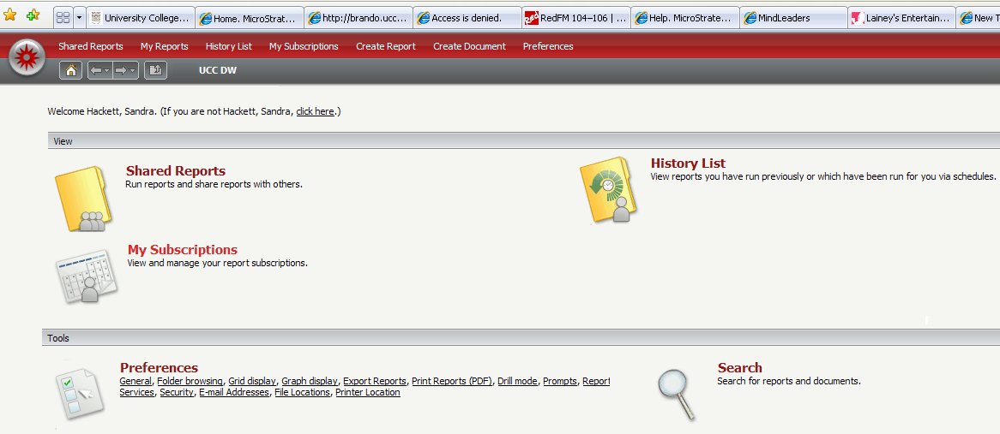 University College... Home. MicroStrat... http://brando.ucc... Access is denied. RedFM 104-106 | ... Help. MicroStrate... MindLeaders Lainey's Entertain... New T
Shared Reports My Reports History List My Subscriptions Create Report Create Document Preferences
UCC DW
Welcome Hackett, Sandra. (If you are not Hackett, Sandra, click here.)
View
Shared Reports
Run reports and share reports with others.
History List
View reports you have run previously or which have been run for you via schedules.
My Subscriptions
View and manage your report subscriptions.
Tools
Preferences
General, Folder browsing, Grid display, Graph display, Export Reports, Print Reports (PDF), Drill mode, Prompts, Report
Services, Security, E-mail Addresses, File Locations, Printer Location
Search
Search for reports and documents.